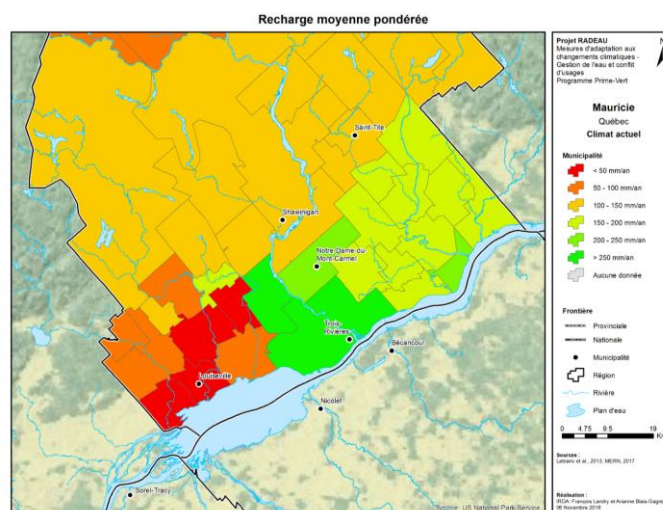 Recharge moyenne pondérée
Saint-Tite
Shawinigan
Notre-Dame-du-
Mont-Carmel
Trois-
Rivières
Bécancour
Louiseville
Nicolet
Sorel-Tracy
Source : US National Park Service
Projet RADEAU
Mesures d'adaptation aux
changements climatiques -
Gestion de l'eau et conflit
d'usages
Programme Prime-Vert
N
Mauricie
Québec
Climat actuel
Municipalité
< 50 mm/an
50 - 100 mm/an
100 - 150 mm/an
150 - 200 mm/an
200 - 250 mm/an
> 250 mm/an
Aucune donnée
Frontière
Provinciale
Nationale
Municipalité
Région
Rivière
Plan d'eau
0 4.75 9.5 19
Sources :
Leblanc et al., 2013; MERN, 2017
Réalisation :
IRDA, François Landry et Arianne Blais-Gagnon
06 Novembre 2018